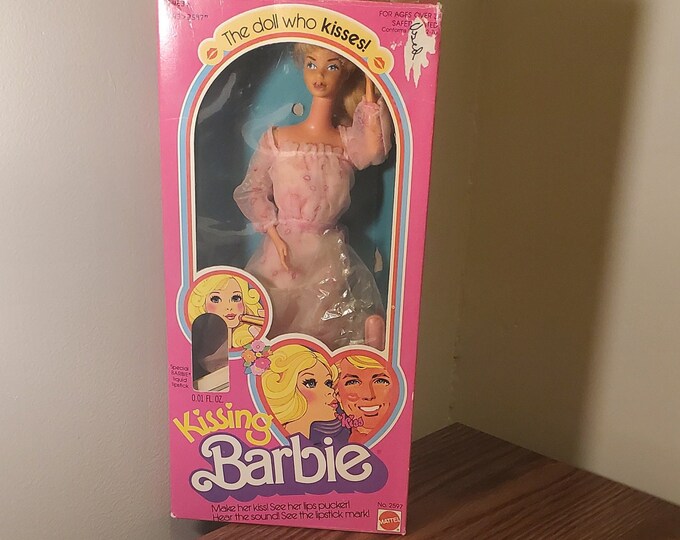 The doll who kisses!
FOR AGES OVER
Special
BARBIE
liquid
lipstick
0.01 FL. OZ.
Kiss
Kissing
Barbie®
No. 2597
Make her kiss! See her lips pucker!
Hear the sound! See the lipstick mark!
MATTEL